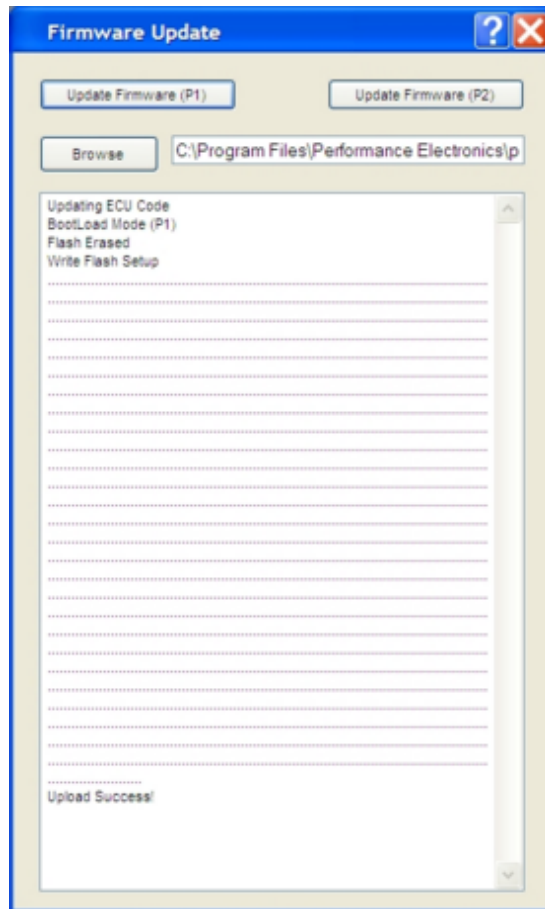 Firmware Update
Update Firmware (P1)
Update Firmware (P2)
Browse
C:\Program Files\Performance Electronics\p
Updating ECU Code
BootLoad Mode (P1)
Flash Erased
Write Flash Setup
Upload Success!